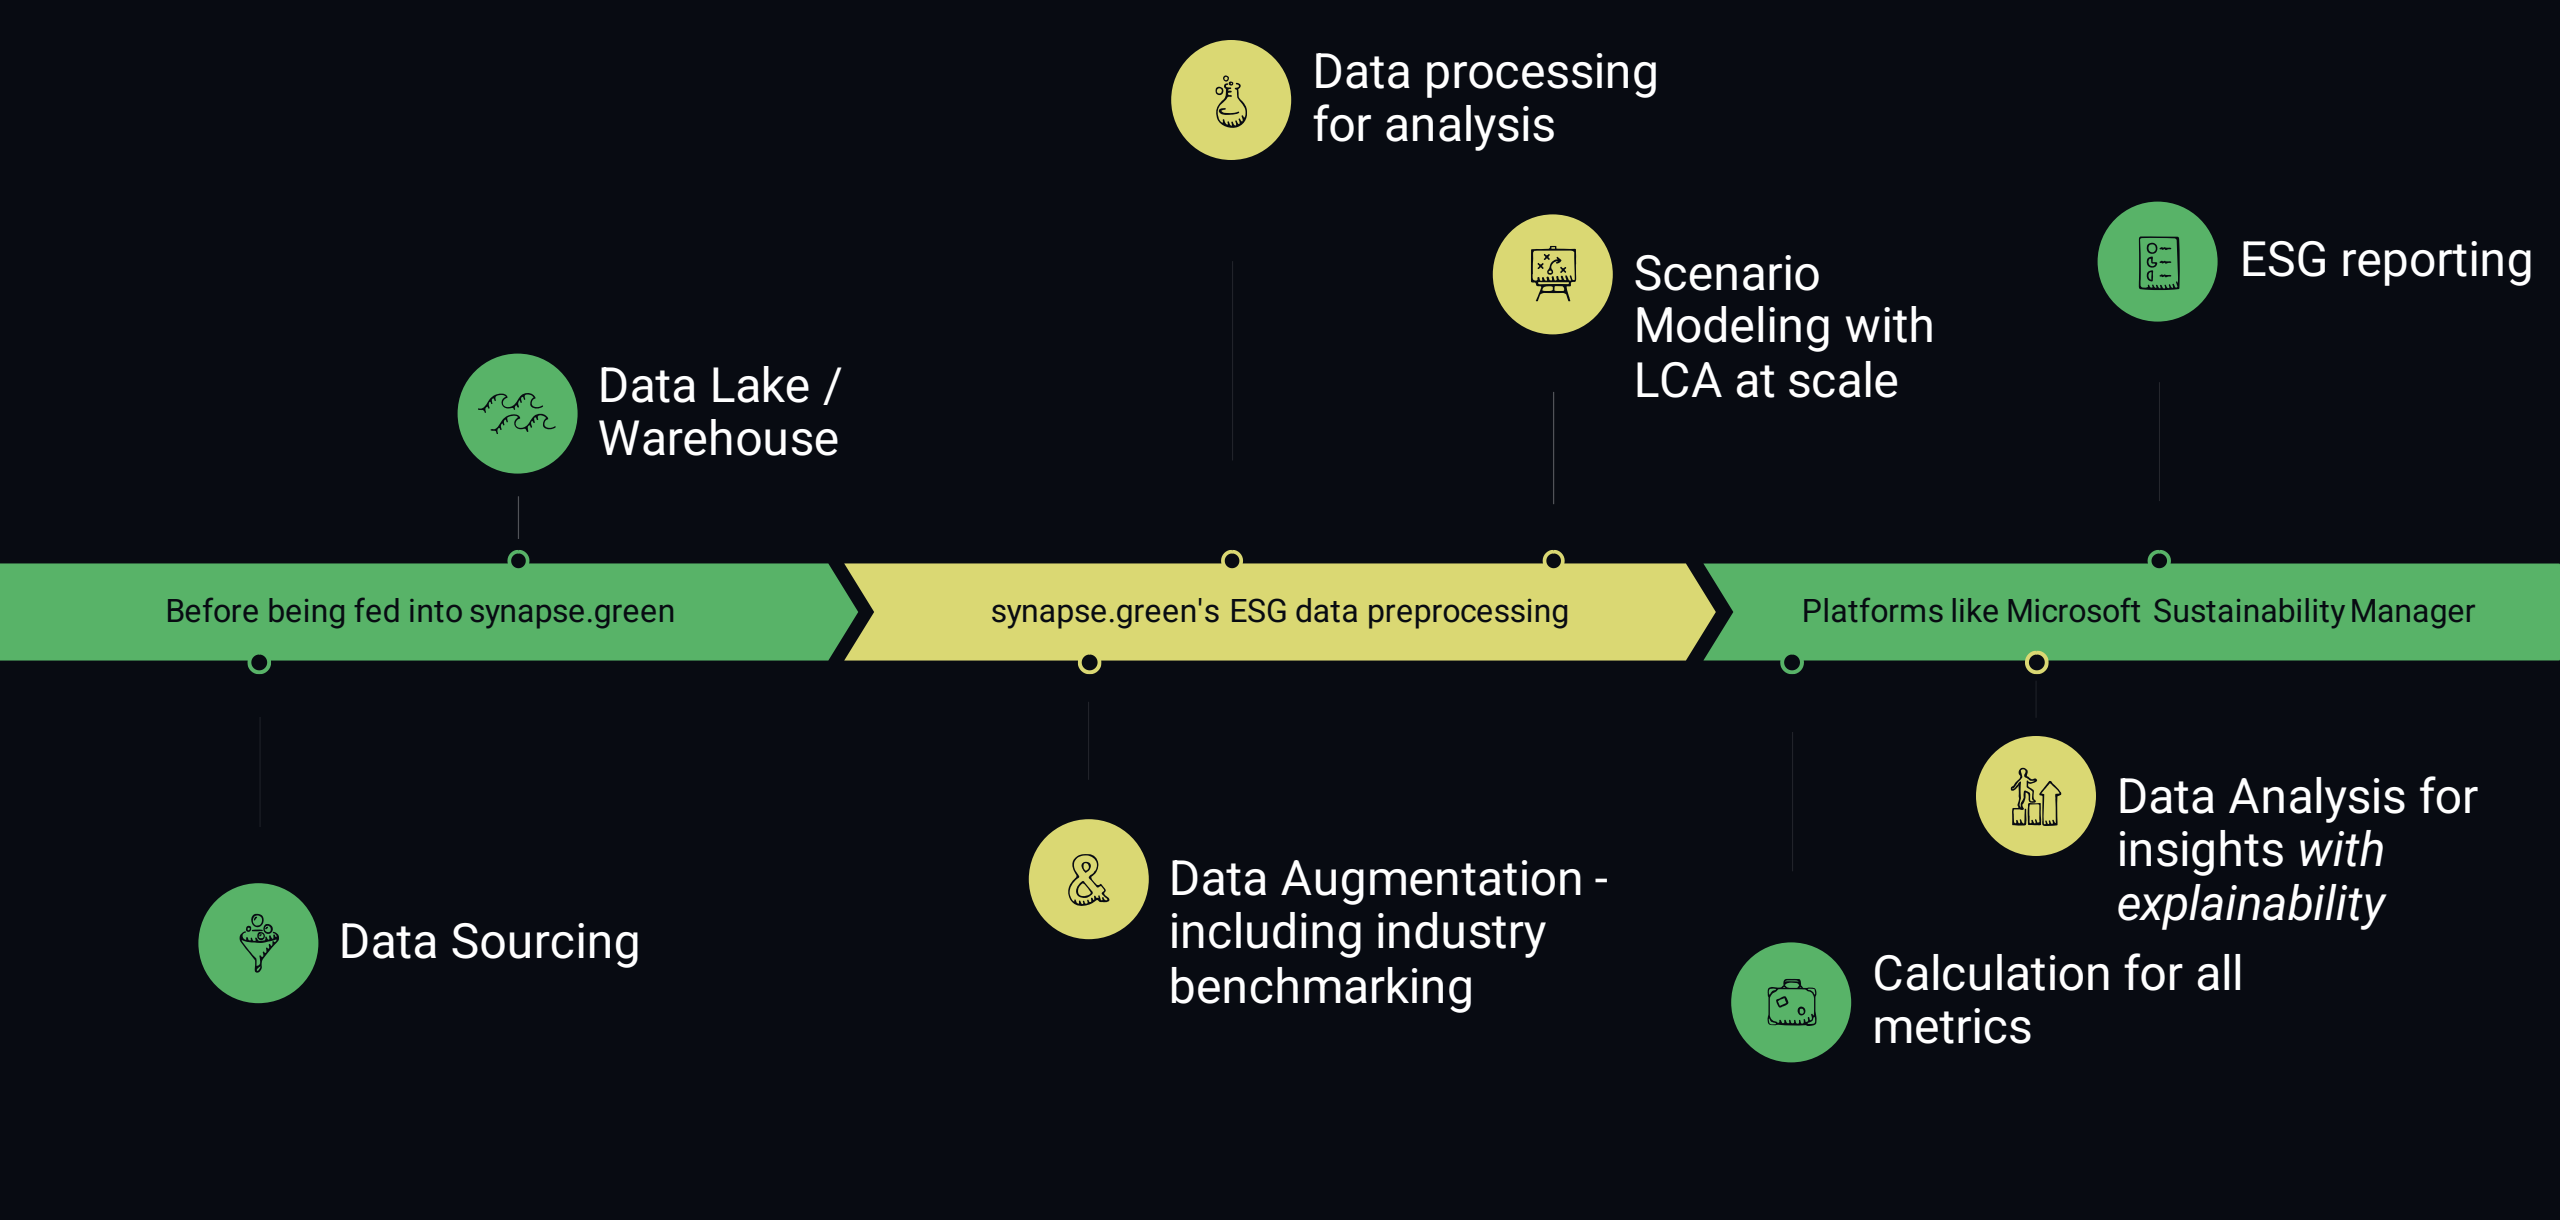 Data processing
for analysis
Scenario
Modeling with
LCA at scale
ESG reporting
Data Lake /
Warehouse
Before being fed into synapse.green
synapse.green's ESG data preprocessing
Platforms like Microsoft Sustainability Manager
Data Sourcing
Data Augmentation -
including industry
benchmarking
Data Analysis for
insights with
explainability
Calculation for all
metrics